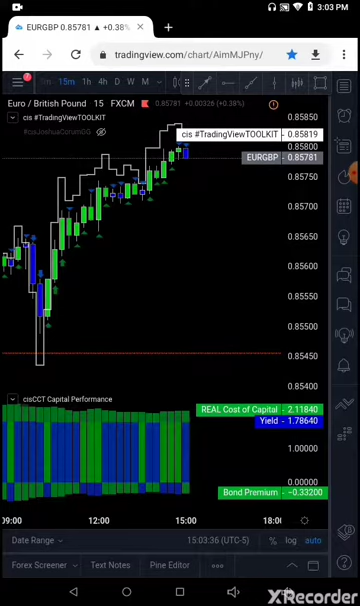 3:03 PM
EURGBP 0.85781 ▲ +0.38%
tradingview.com/chart/AimMJPny/
15m 1h 4h D W M
Euro / British Pound 15 FXCM 0.85781 +0.00326 (+0.38%)
0.85850
cis #TradingViewTOOLKIT
cis #TradingViewTOOLKIT - 0.85819
#cisJoshuaCorumGG
EURGBP - 0.85781
0.85750
0.85700
0.85650
0.85600
0.85550
0.85500
0.85450
0.85400
cisCCT Capital Performance
REAL Cost of Capital - 2.11840
Yield - 1.78640
1.00000
0.00000
Bond Premium - −0.33200
09:00 12:00 15:00 18:00
Date Range 15:03:36 (UTC-5) % log auto
Forex Screener Text Notes Pine Editor
XRecorder